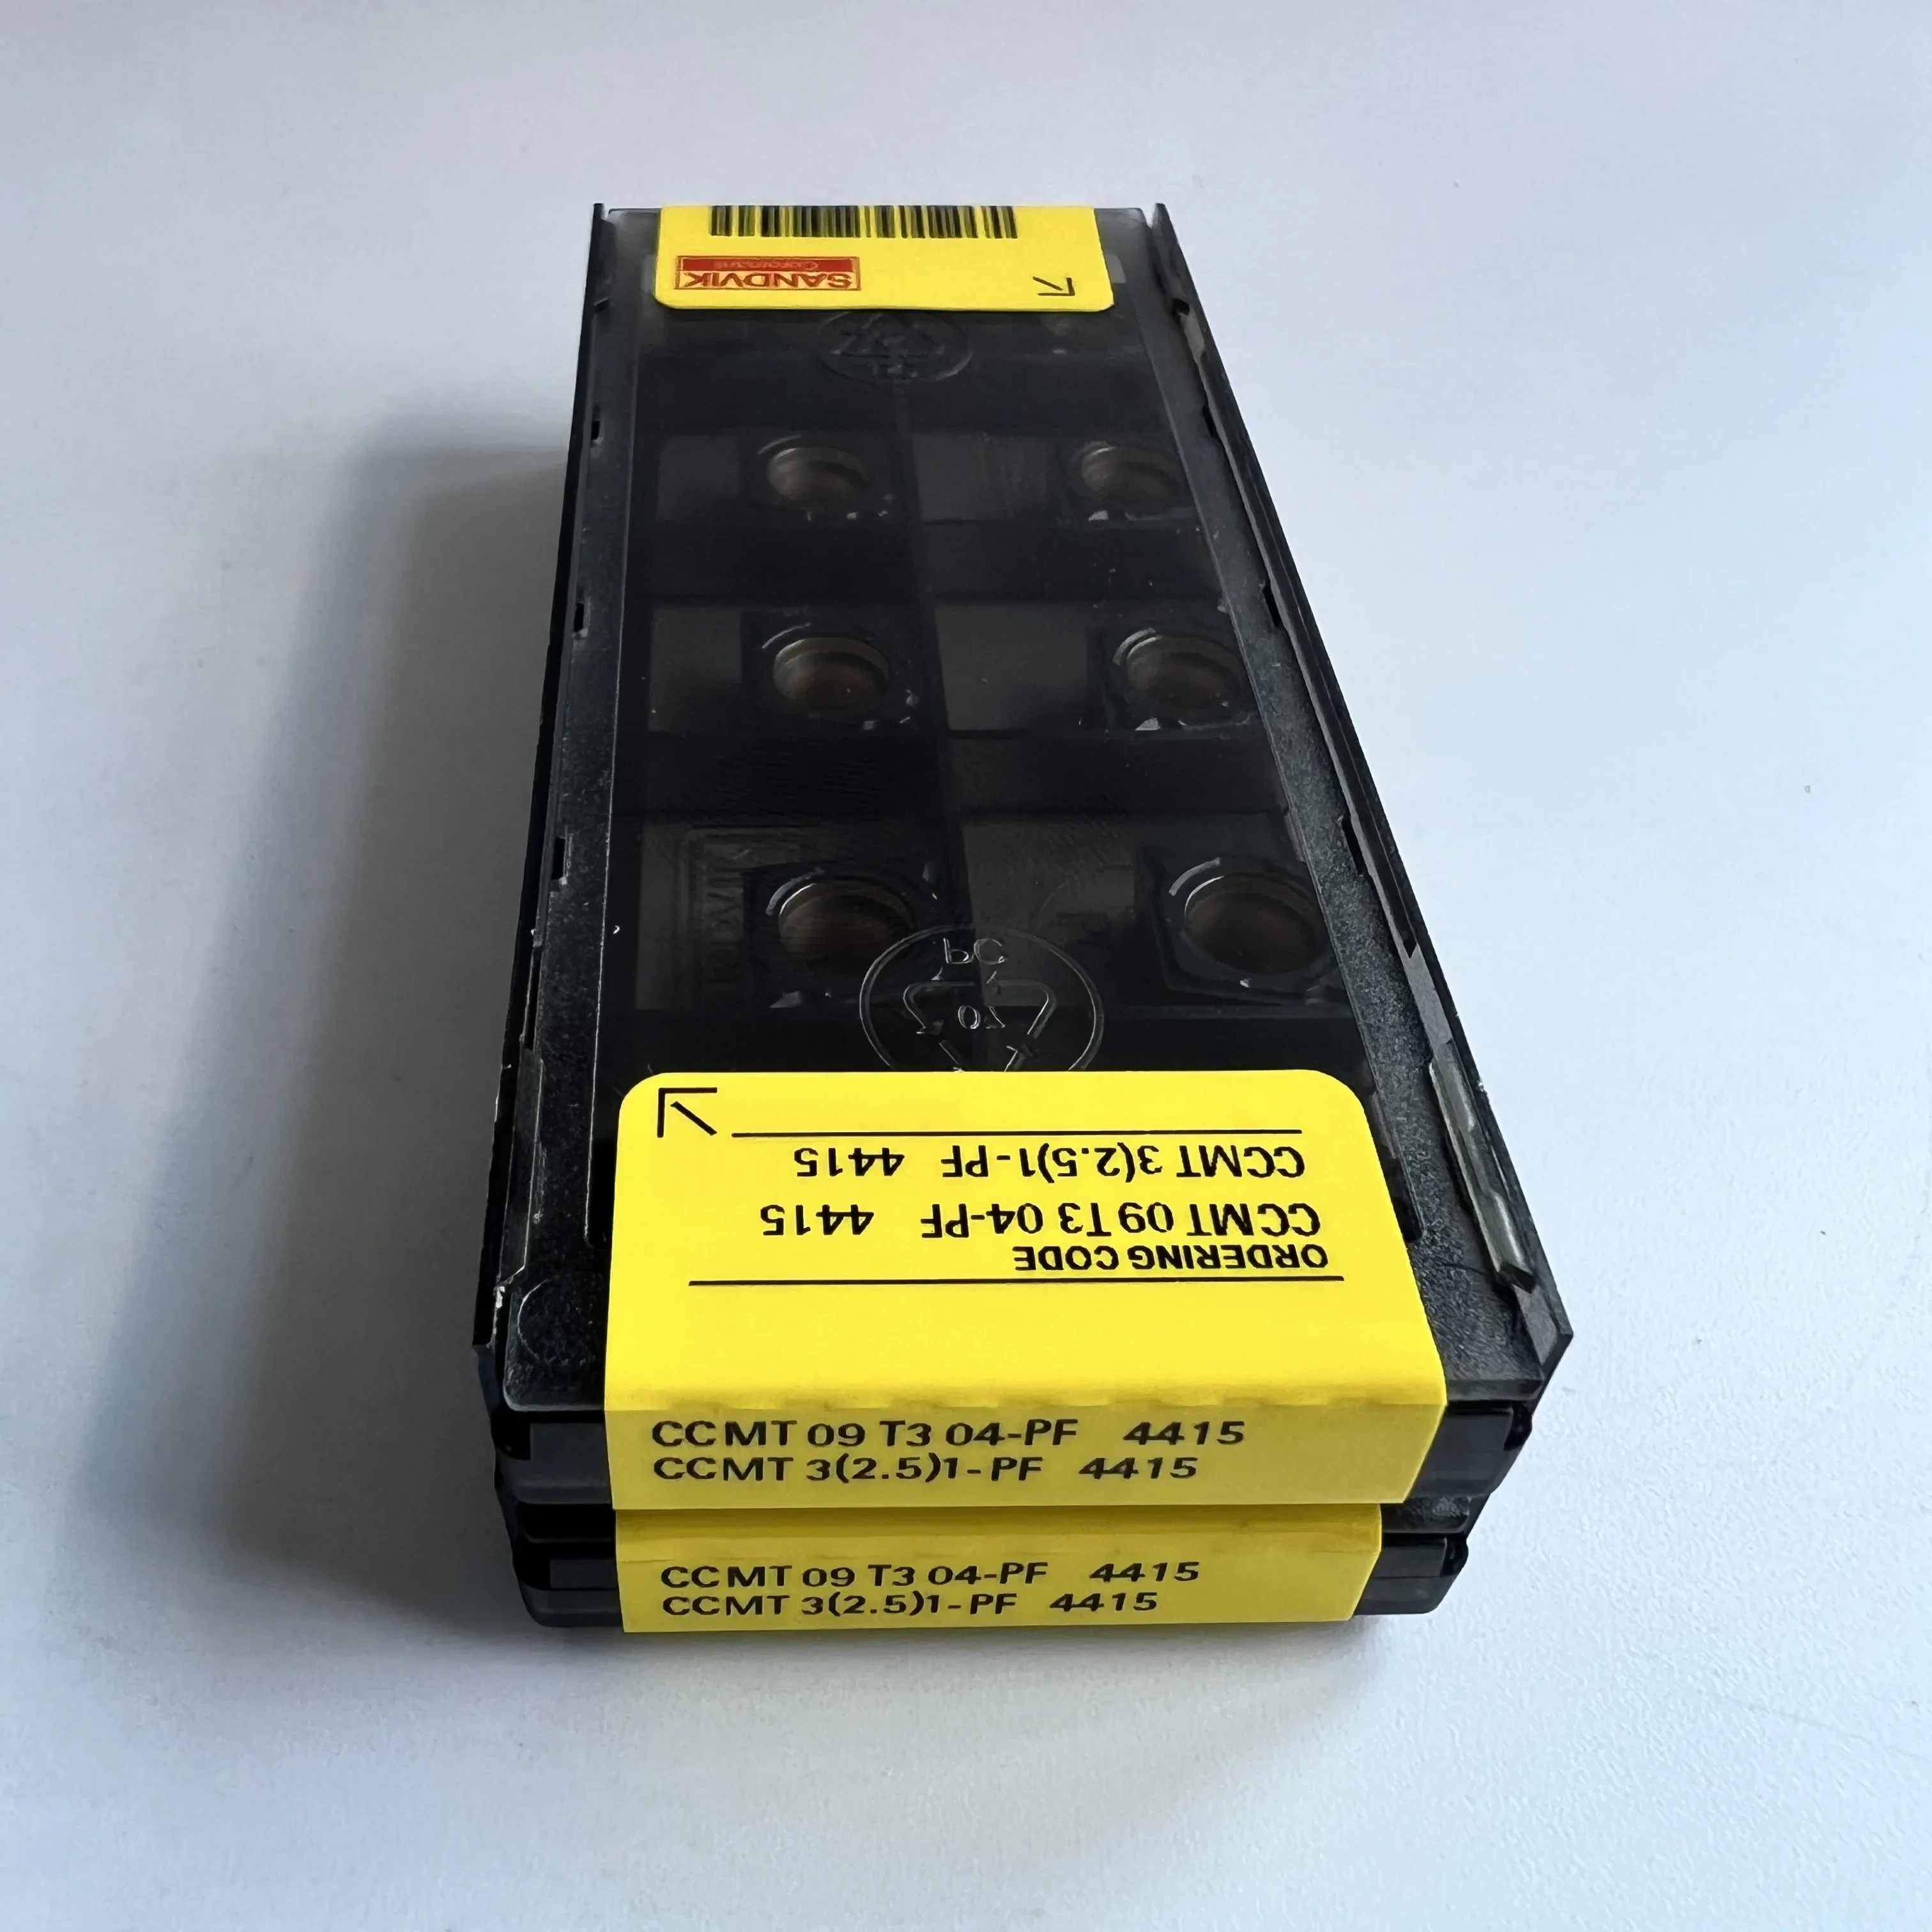 SANDVIK
Coromant
PC
07
CCMT 3(2.5)1-PF 4415
CCMT 09 T3 04-PF 4415
ORDERING CODE
CCMT 09 T3 04-PF 4415
CCMT 3(2.5)1-PF 4415
CCMT 09 T3 04-PF 4415
CCMT 3(2.5)1-PF 4415